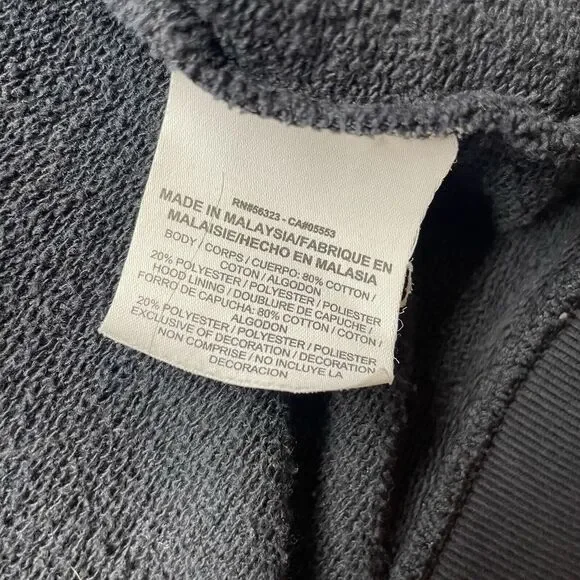 RN#56323 - CA#05553
MADE IN MALAYSIA/FABRIQUE EN
MALAISIE/HECHO EN MALASIA
BODY / CORPS / CUERPO: 80% COTTON /
COTON / ALGODON
20% POLYESTER / POLYESTER / POLIESTER
HOOD LINING / DOUBLURE DE CAPUCHE /
FORRO DE CAPUCHA: 80% COTTON / COTON /
ALGODON
20% POLYESTER / POLYESTER / POLIESTER
EXCLUSIVE OF DECORATION / DECORATION
NON COMPRISE / NO INCLUYE LA
DECORACION